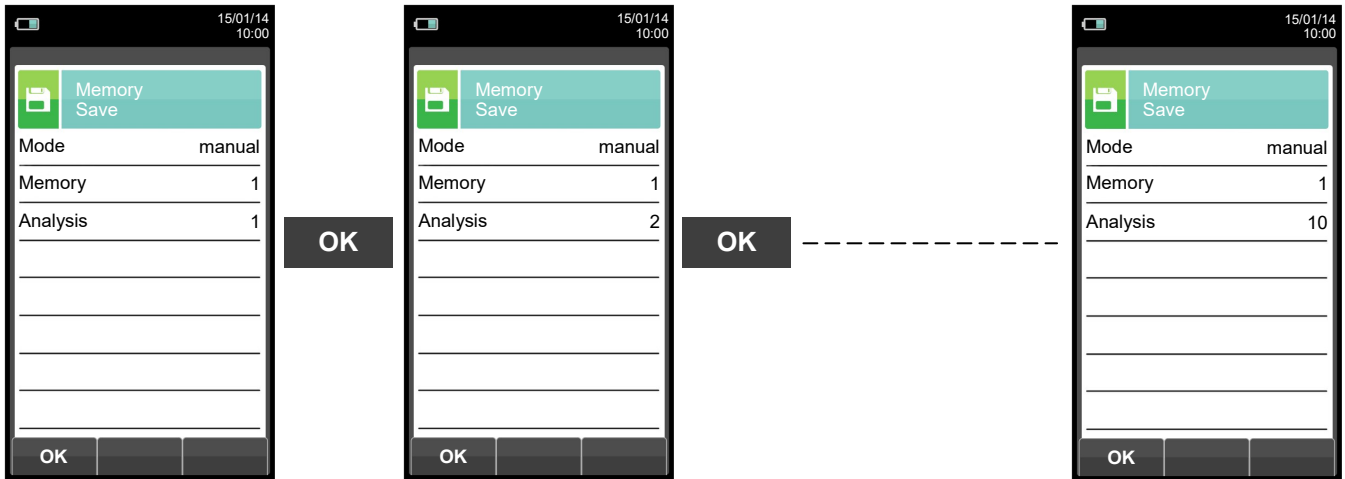 15/01/14
10:00
Memory
Save
Mode manual
Memory 1
Analysis 1
OK
OK
15/01/14
10:00
Memory
Save
Mode manual
Memory 1
Analysis 2
OK
OK
15/01/14
10:00
Memory
Save
Mode manual
Memory 1
Analysis 10
OK